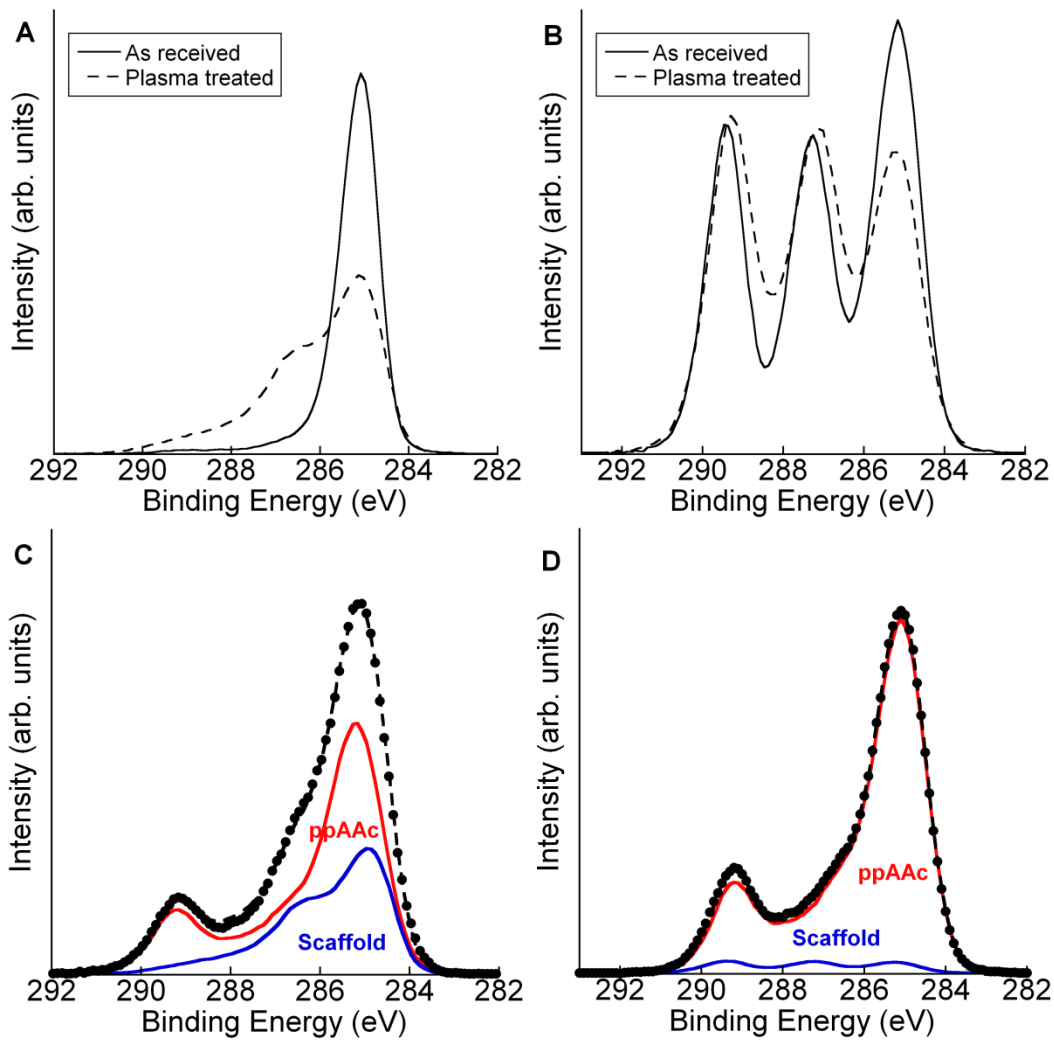 A
As received
Plasma treated
Intensity (arb. units)
292 290 288 286 284 282
Binding Energy (eV)
B
As received
Plasma treated
Intensity (arb. units)
292 290 288 286 284 282
Binding Energy (eV)
C
ppAAc
Scaffold
Intensity (arb. units)
292 290 288 286 284 282
Binding Energy (eV)
D
ppAAc
Scaffold
Intensity (arb. units)
292 290 288 286 284 282
Binding Energy (eV)